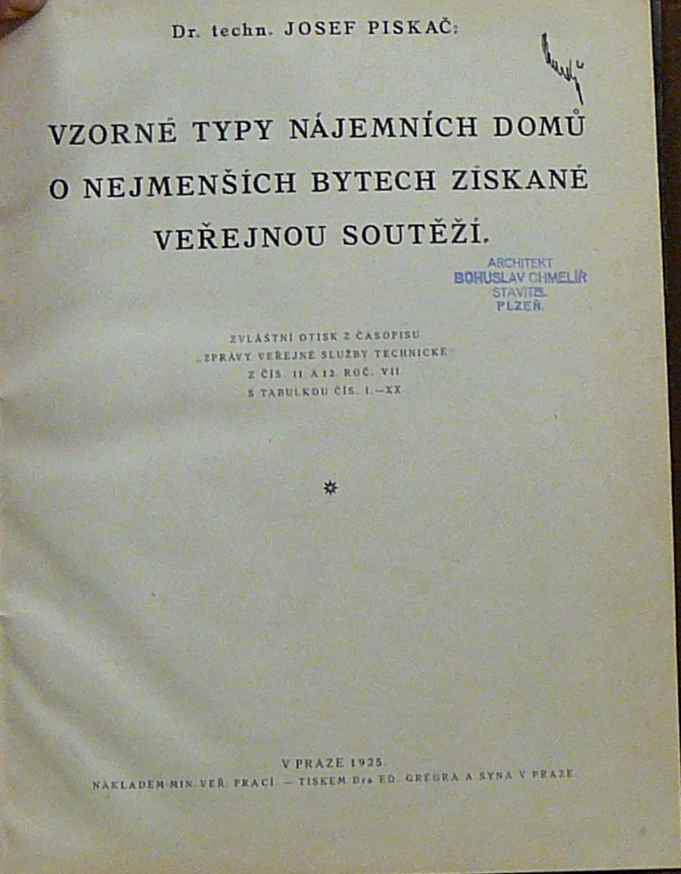 Dr. techn. JOSEF PISKAČ:
VZORNÉ TYPY NÁJEMNÍCH DOMŮ
O NEJMENŠÍCH BYTECH ZÍSKANÉ
VEŘEJNOU SOUTĚŽÍ.
ARCHITEKT
BOHUSLAV CHMELÍŘ
STAVITEL
PLZEŇ.
ZVLÁŠTNÍ OTISK Z ČASOPISU
„ZPRÁVY VEŘEJNÉ SLUŽBY TECHNICKÉ“
Z ČÍS. 11. A 12. ROČ. VII.
S TABULKOU ČÍS. I.—XX.
V PRAZE 1925.
NÁKLADEM MIN. VEŘ. PRACÍ. — TISKEM Dra ED. GRÉGRA A SYNA V PRAZE.